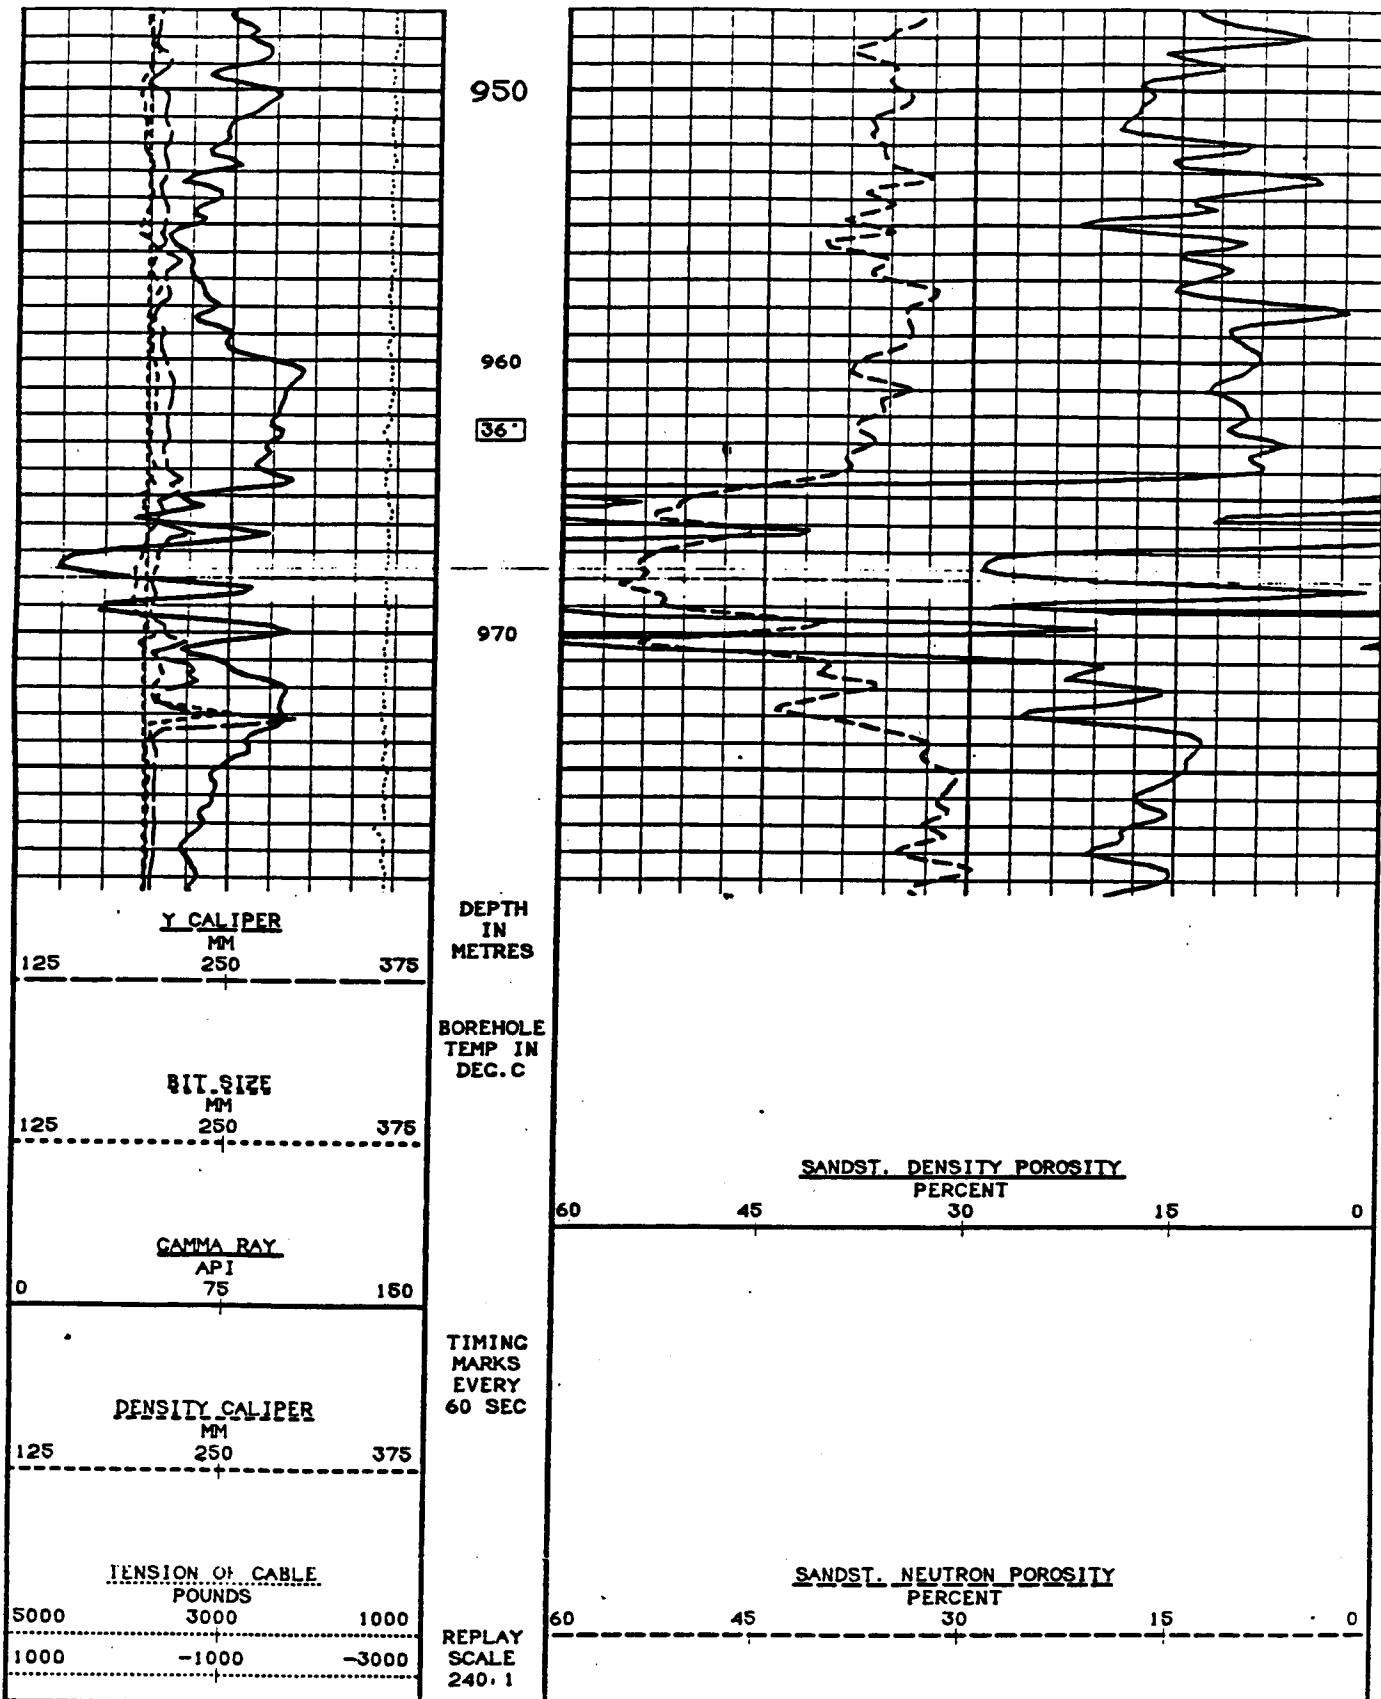 950
960
36°
970
Y CALIPER
MM
125 250 375
BIT SIZE
MM
125 250 375
GAMMA RAY
API
0 75 150
DENSITY CALIPER
MM
125 250 375
TENSION OF CABLE
POUNDS
5000 3000 1000
1000 -1000 -3000
DEPTH
IN
METRES
BOREHOLE
TEMP IN
DEG.C
TIMING
MARKS
EVERY
60 SEC
REPLAY
SCALE
240:1
SANDST. DENSITY POROSITY
PERCENT
60 45 30 15 0
SANDST. NEUTRON POROSITY
PERCENT
60 45 30 15 0